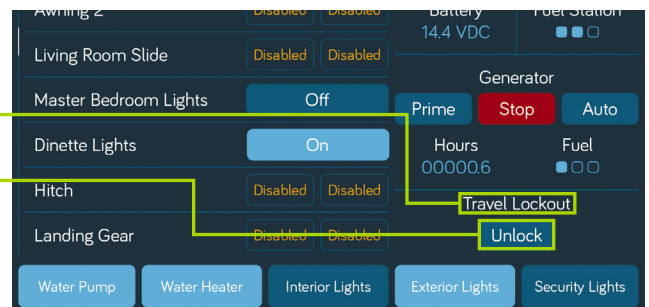 Awning 2 Disabled Disabled
Living Room Slide Disabled Disabled
Master Bedroom Lights Off
Dinette Lights On
Hitch Disabled Disabled
Landing Gear Disabled Disabled
Battery Fuel Station
14.4 VDC
Generator
Prime Stop Auto
Hours Fuel
00000.6
Travel Lockout
Unlock
Water Pump Water Heater Interior Lights Exterior Lights Security Lights